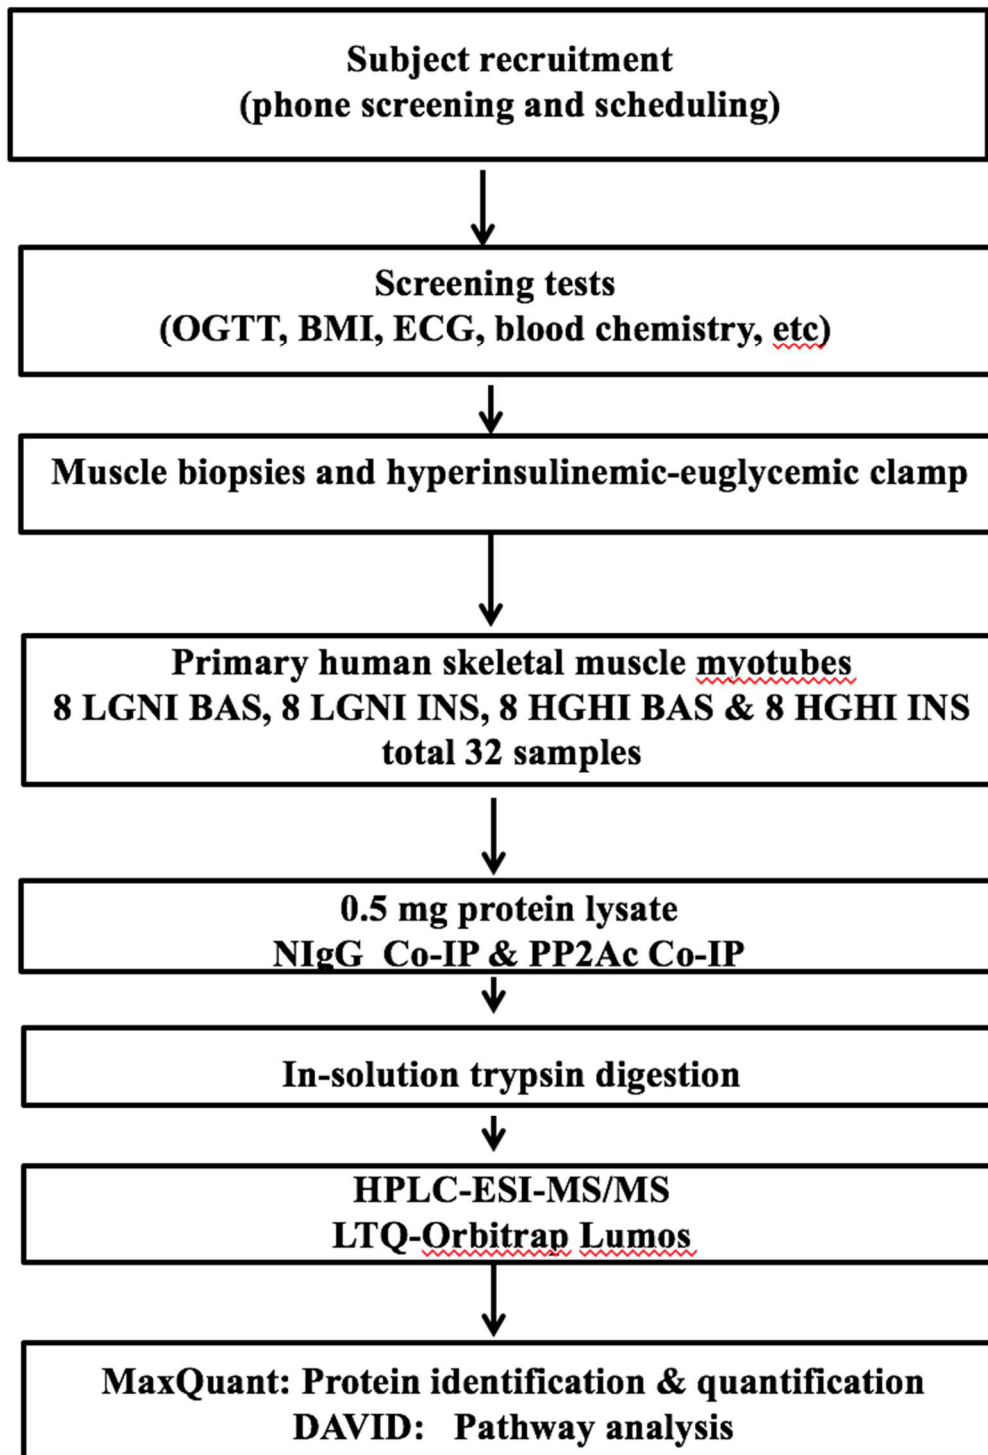 Subject recruitment
(phone screening and scheduling)
Screening tests
(OGTT, BMI, ECG, blood chemistry, etc)
Muscle biopsies and hyperinsulinemic-euglycemic clamp
Primary human skeletal muscle myotubes
8 LGNI BAS, 8 LGNI INS, 8 HGHI BAS & 8 HGHI INS
total 32 samples
0.5 mg protein lysate
NIgG Co-IP & PP2Ac Co-IP
In-solution trypsin digestion
HPLC-ESI-MS/MS
LTQ-Orbitrap Lumos
MaxQuant: Protein identification & quantification
DAVID: Pathway analysis